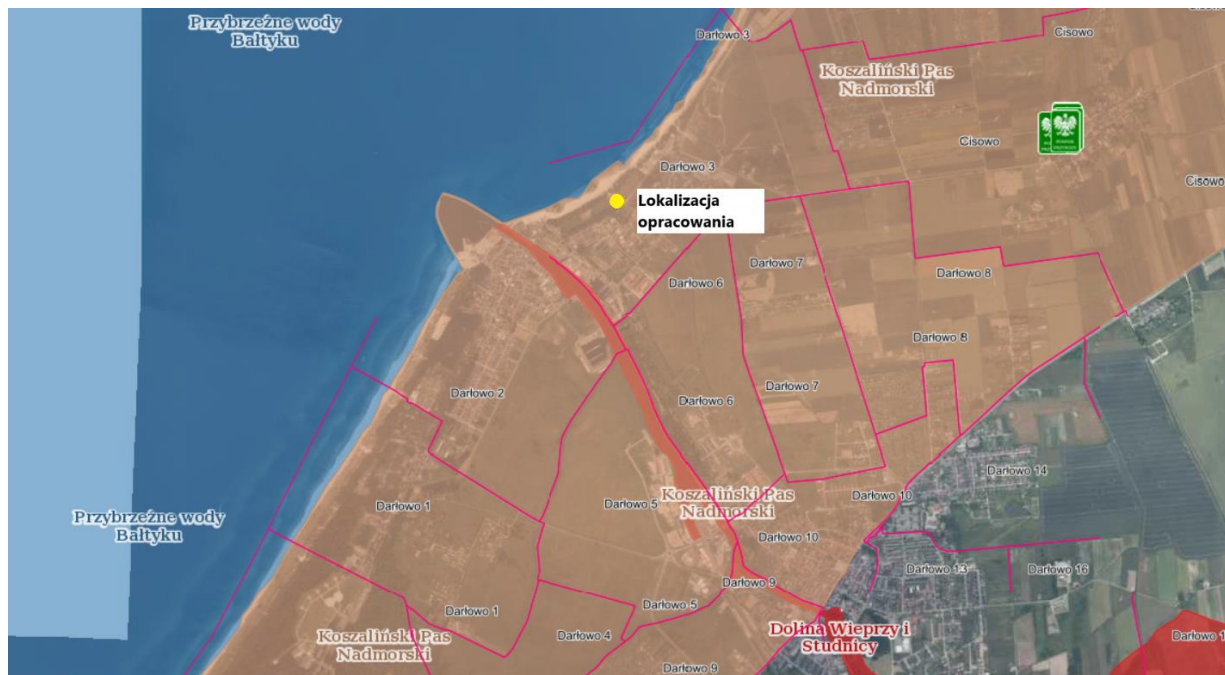 Przybrzeżne wody
Bałtyku
Darłowo 3
Cisowo
Koszaliński Pas
Nadmorski
Cisowo
Darłowo 3
Cisowo
Lokalizacja
opracowania
Darłowo 7
Darłowo 6
Darłowo 8
Darłowo 8
Darłowo 2
Darłowo 7
Darłowo 6
Darłowo 14
Koszaliński Pas
Nadmorski
Darłowo 10
Darłowo 1
Darłowo 5
Przybrzeżne wody
Bałtyku
Darłowo 10
Darłowo 13
Darłowo 16
Darłowo 9
Darłowo 1
Darłowo 5
Dolina Wieprzy i
Studnicy
Darłowo 4
Darłowo 1
Koszaliński Pas
Nadmorski
Darłowo 9